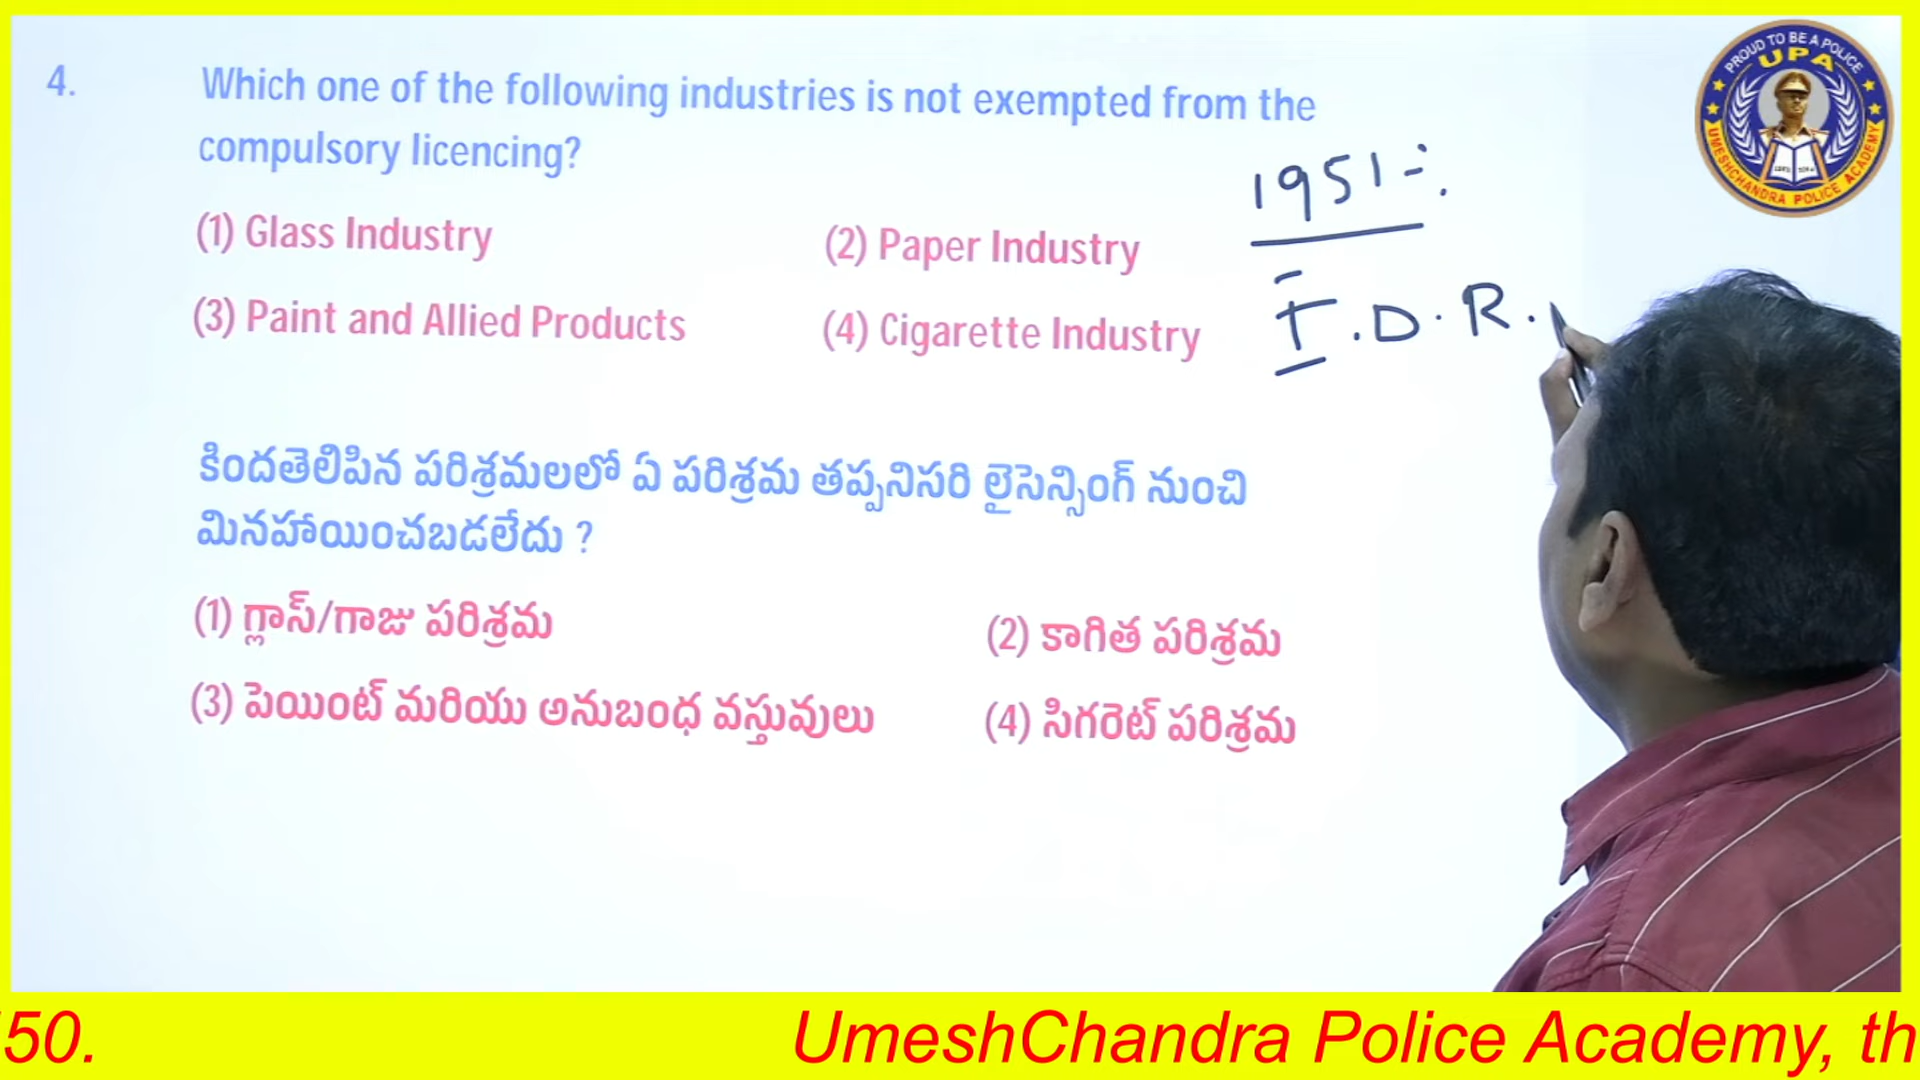 4. Which one of the following industries is not exempted from the
compulsory licencing?
(1) Glass Industry (2) Paper Industry
(3) Paint and Allied Products (4) Cigarette Industry
1951-:
I.D.R.
కిందతెలిపిన పరిశ్రమలలో ఏ పరిశ్రమ తప్పనిసరి లైసెన్సింగ్ నుంచి
మినహాయించబడలేదు ?
(1) గ్లాస్/గాజు పరిశ్రమ (2) కాగిత పరిశ్రమ
(3) పెయింట్ మరియు అనుబంధ వస్తువులు (4) సిగరెట్ పరిశ్రమ
PROUD TO BE A POLICE
UPA
UMESHCHANDRA POLICE ACADEMY
50. UmeshChandra Police Academy, th